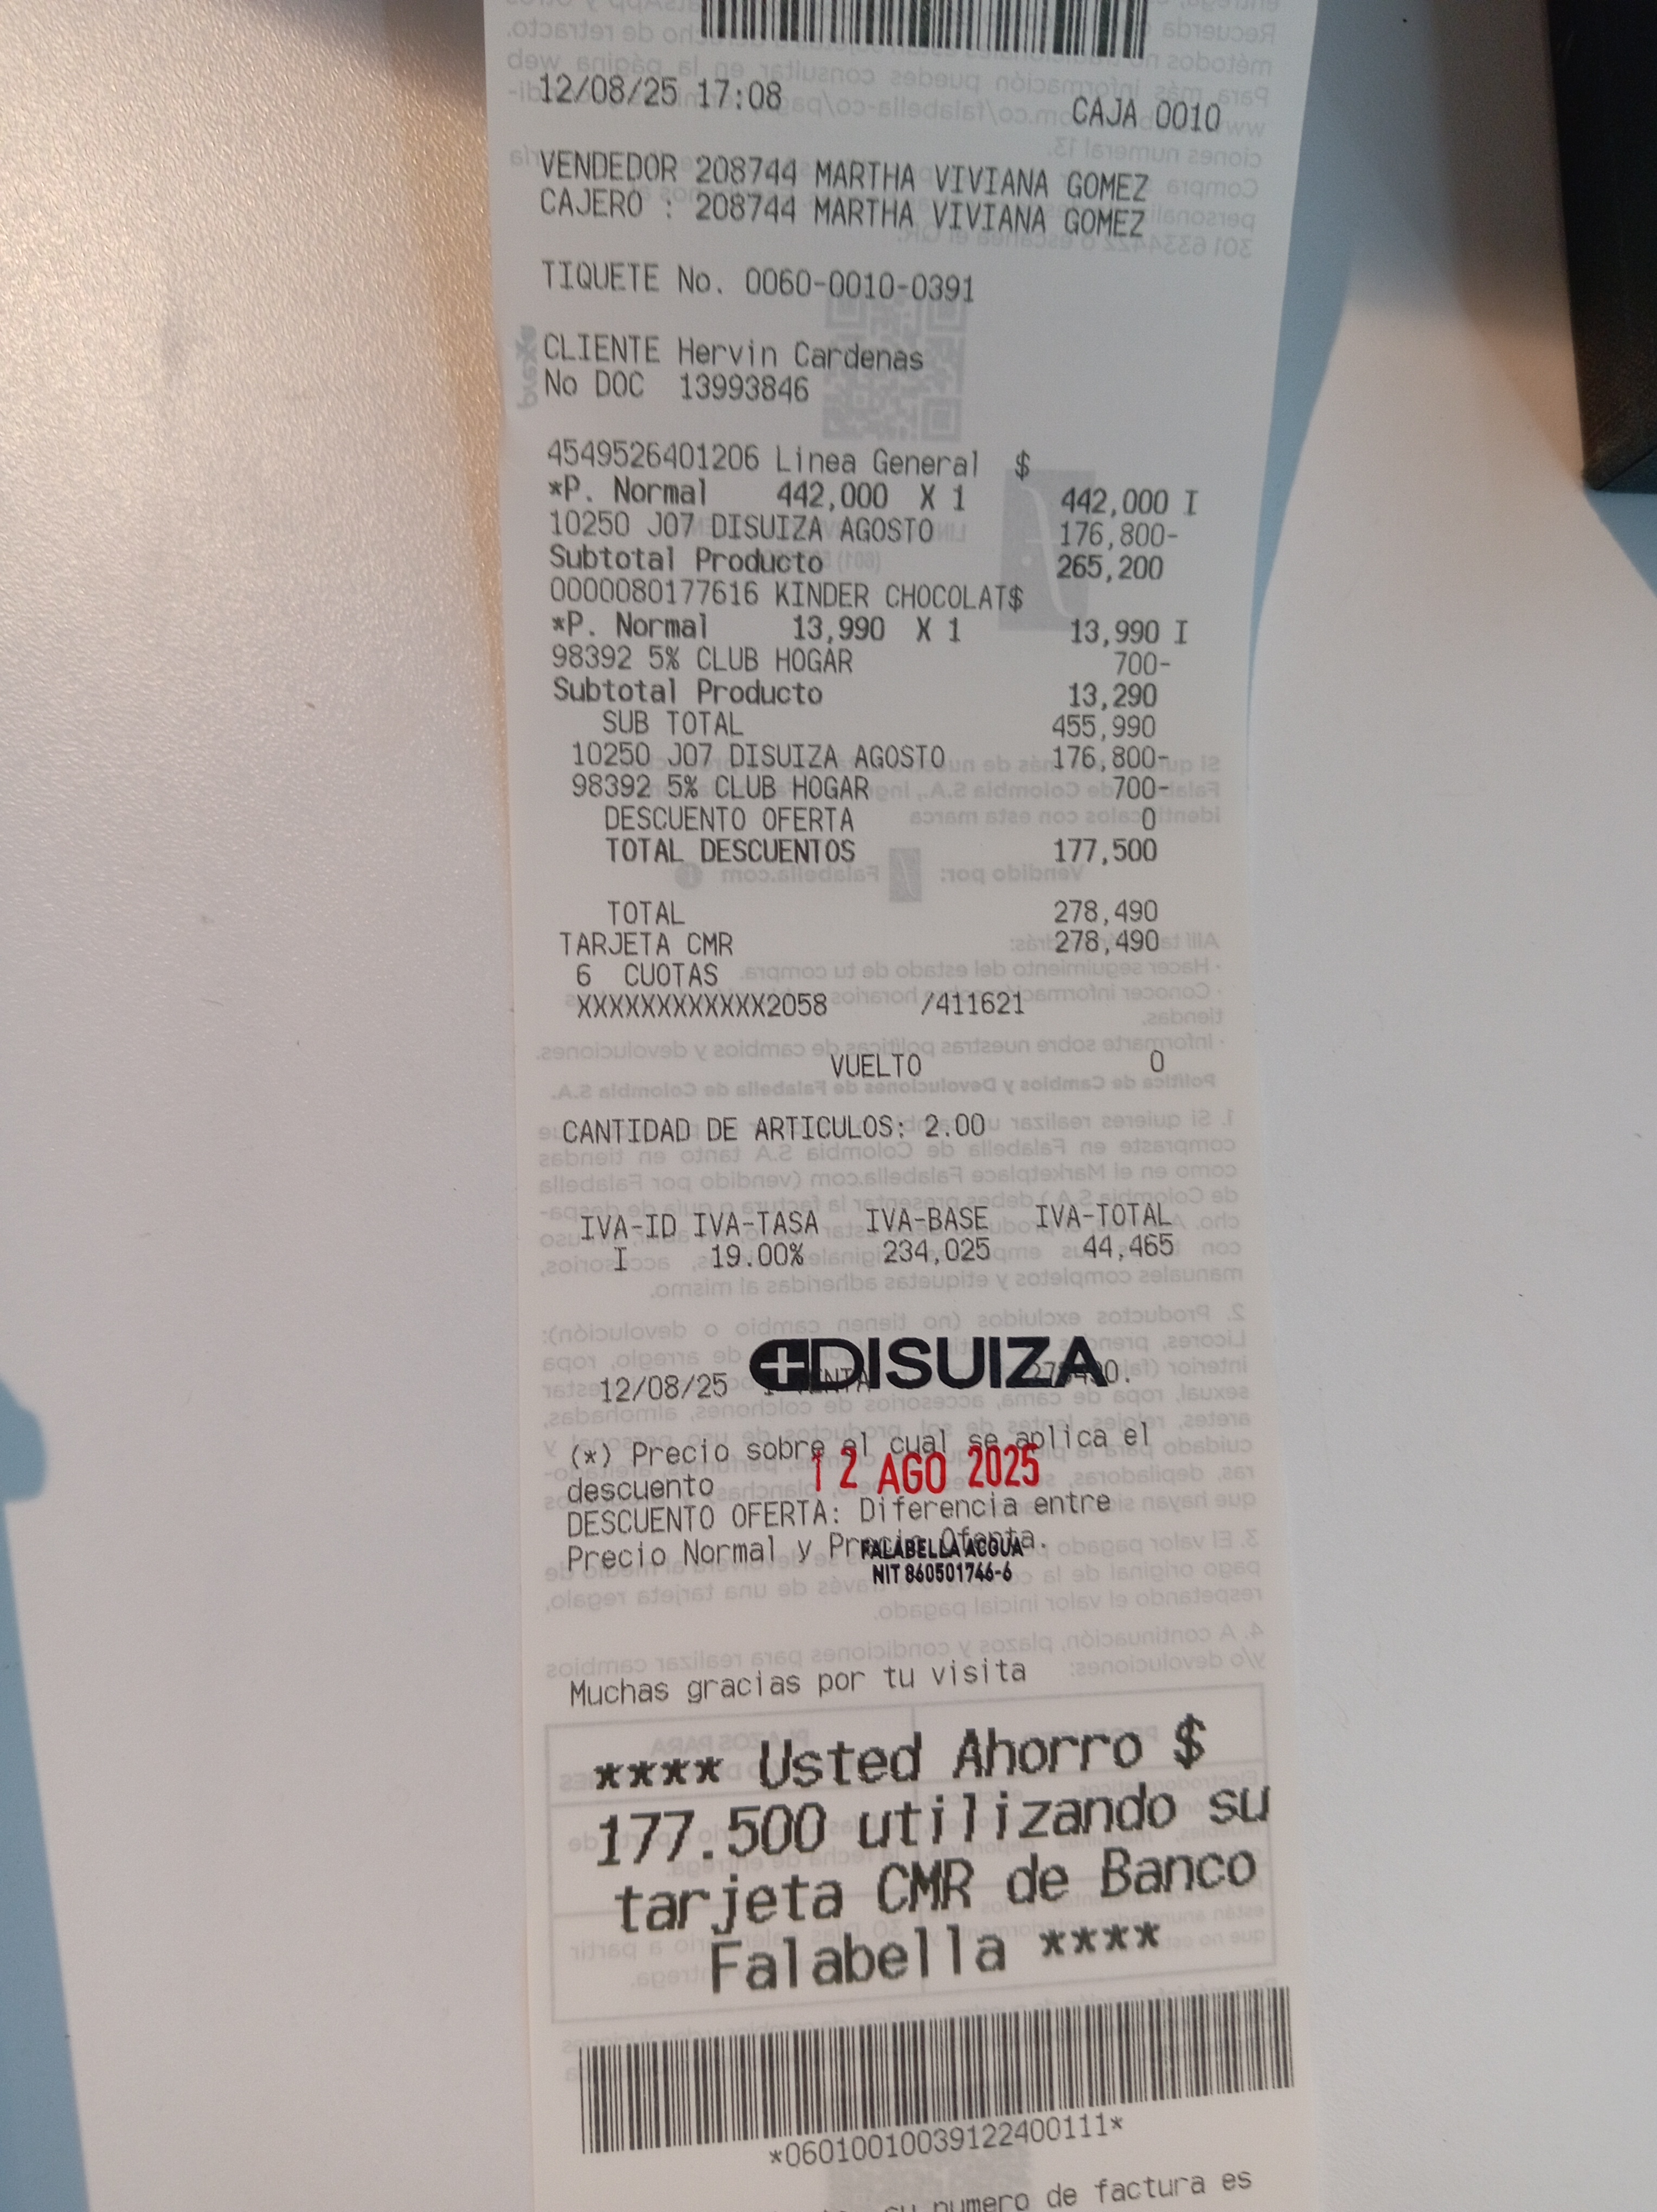 12/08/25 17:08 CAJA 0010
VENDEDOR 208744 MARTHA VIVIANA GOMEZ
CAJERO : 208744 MARTHA VIVIANA GOMEZ
TIQUETE No. 0060-0010-0391
CLIENTE Hervin Cardenas
No DOC 13993846
4549526401206 Linea General $
*P. Normal 442,000 X 1 442,000 I
10250 J07 DISUIZA AGOSTO 176,800-
Subtotal Producto 265,200
0000080177616 KINDER CHOCOLAT$
*P. Normal 13,990 X 1 13,990 I
98392 5% CLUB HOGAR 700-
Subtotal Producto 13,290
SUB TOTAL 455,990
10250 J07 DISUIZA AGOSTO 176,800-
98392 5% CLUB HOGAR 700-
DESCUENTO OFERTA 0
TOTAL DESCUENTOS 177,500
TOTAL 278,490
TARJETA CMR 278,490
6 CUOTAS
XXXXXXXXXXXX2058 /411621
VUELTO 0
CANTIDAD DE ARTICULOS: 2.00
IVA-ID IVA-TASA IVA-BASE IVA-TOTAL
I 19.00% 234,025 44,465
DISUIZA
12/08/25
(*) Precio sobre el cual se aplica el
12 AGO 2025
descuento
DESCUENTO OFERTA: Diferencia entre
Precio Normal y Precio Oferta.
FALABELLA ACQUA
NIT 860501746-6
Muchas gracias por tu visita
**** Usted Ahorro $
177.500 utilizando su
tarjeta CMR de Banco
Falabella ****
*06010010039122400111*
su numero de factura es